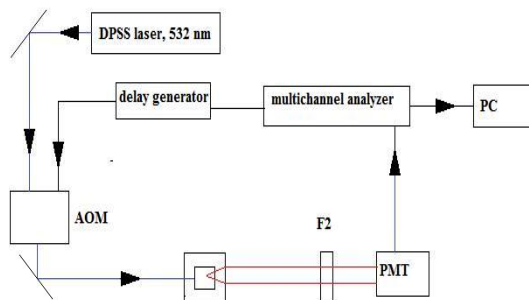 DPSS laser, 532 nm
delay generator
multichannel analyzer
PC
AOM
F2
PMT